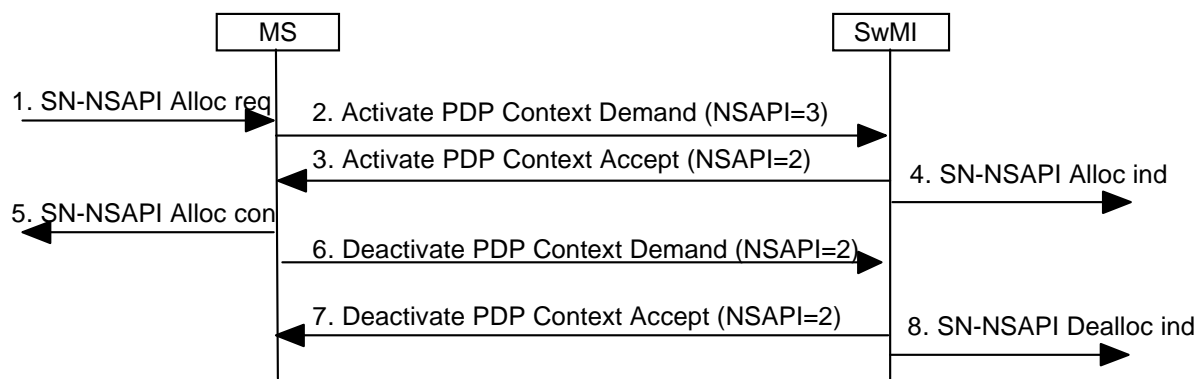 MS
SwMI
1. SN-NSAPI Alloc req
2. Activate PDP Context Demand (NSAPI=3)
3. Activate PDP Context Accept (NSAPI=2)
4. SN-NSAPI Alloc ind
5. SN-NSAPI Alloc con
6. Deactivate PDP Context Demand (NSAPI=2)
7. Deactivate PDP Context Accept (NSAPI=2)
8. SN-NSAPI Dealloc ind